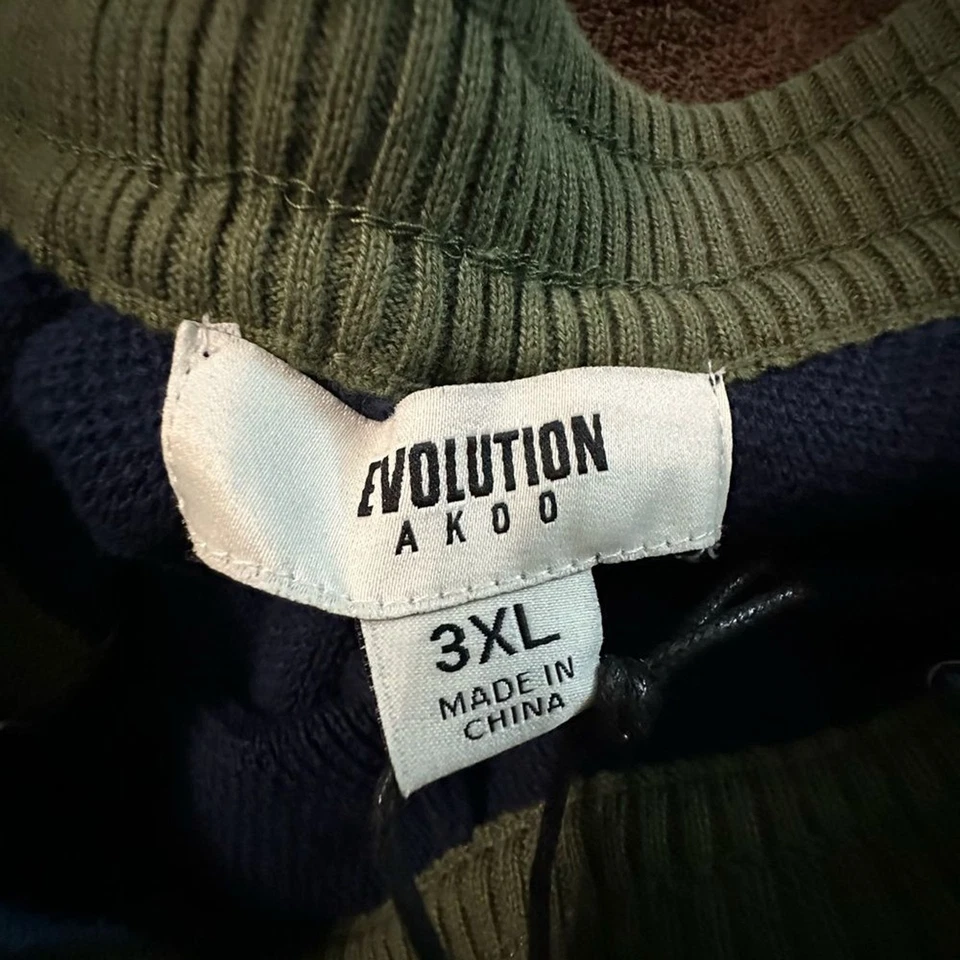 EVOLUTION
AKOO
3XL
MADE IN
CHINA